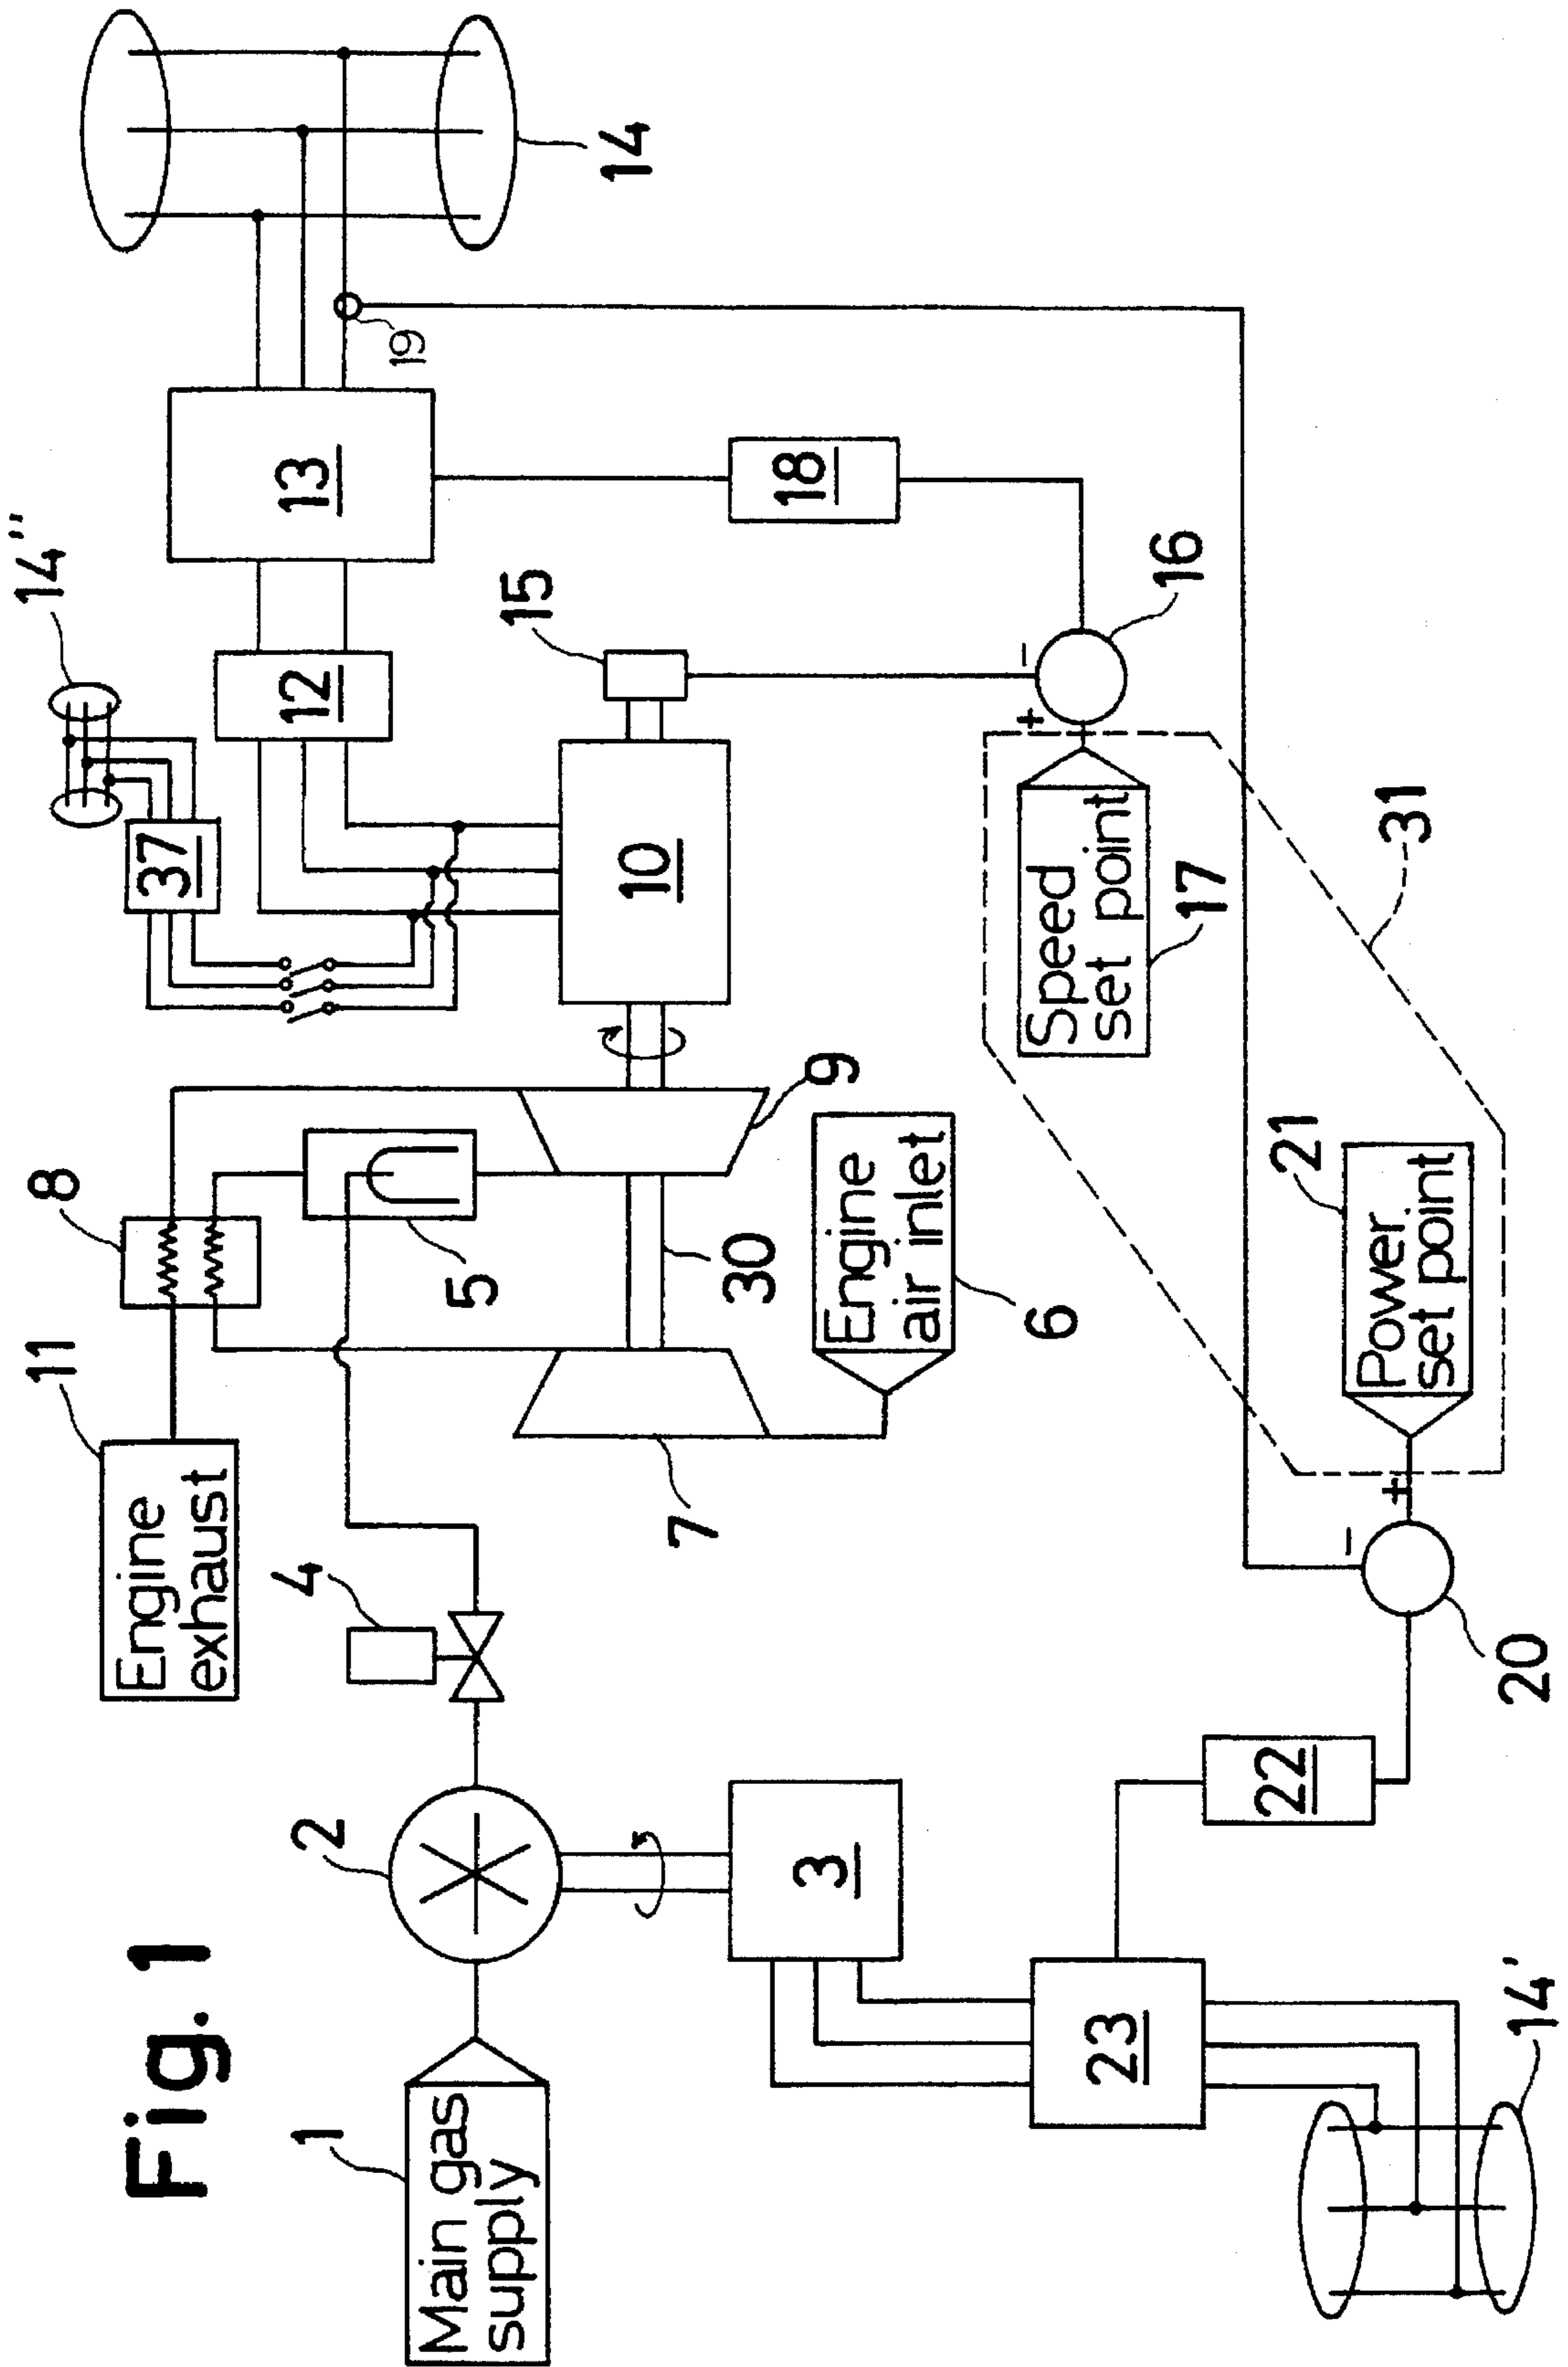 Fig. 1
14"
14
19
13
18
12
15
16
37
10
Speed
set point
17
31
8
9
5
30
Engine
air inlet
6
21
Power
set point
11
Engine
exhaust
7
4
20
2
3
22
1
Main gas
supply
23
14'
+
-
+
-